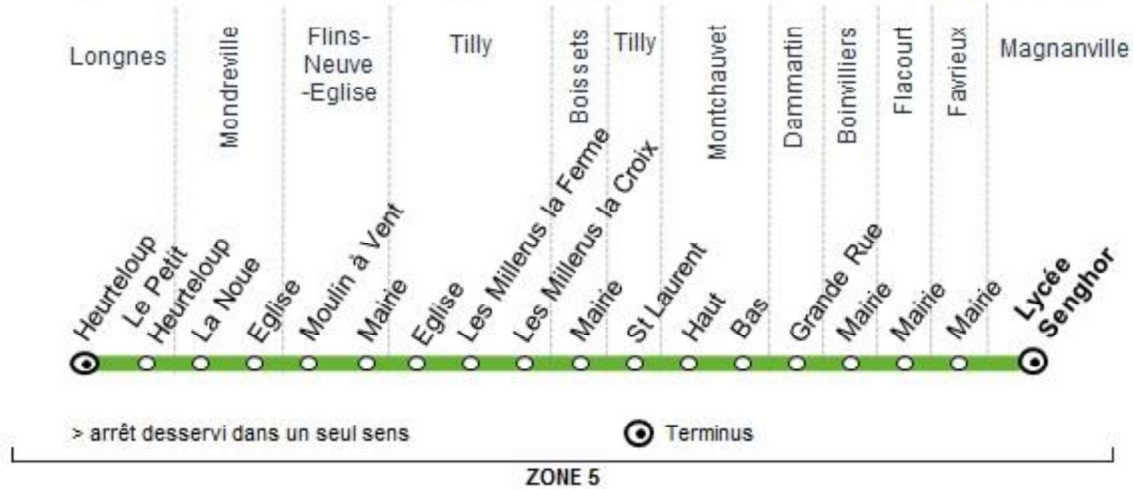 Longnes
Mondreville
Flins-
Neuve
-Eglise
Tilly
Boissets
Tilly
Montchauvet
Dammartin
Boinvilliers
Flacourt
Favrieux
Magnanville
Heurteloup
Le Petit
Heurteloup
La Noue
Eglise
Moulin à Vent
Mairie
Eglise
Les Millerus la Ferme
Les Millerus la Croix
Mairie
St Laurent
Haut
Bas
Grande Rue
Mairie
Mairie
Mairie
Lycée
Senghor
> arrêt desservi dans un seul sens
Terminus
ZONE 5